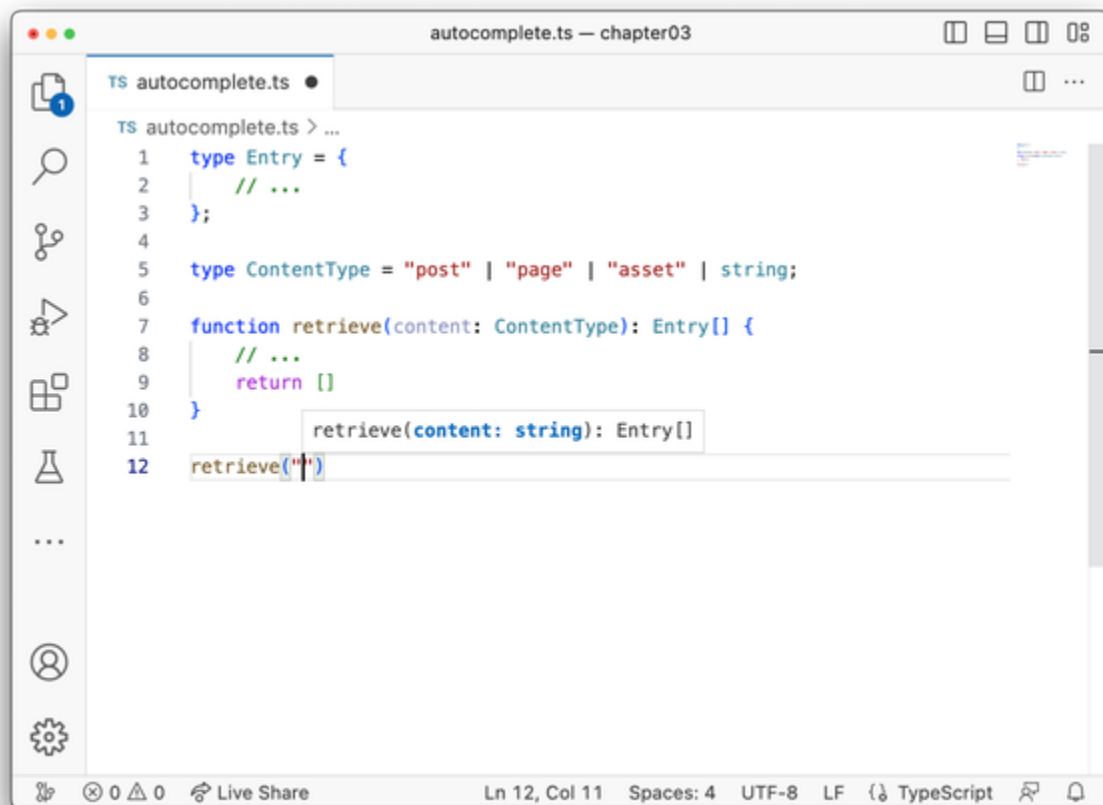 autocomplete.ts — chapter03
TS autocomplete.ts ●
1
TS autocomplete.ts > ...
1 type Entry = {
2 // ...
3 };
4
5 type ContentType = "post" | "page" | "asset" | string;
6
7 function retrieve(content: ContentType): Entry[] {
8 // ...
9 return []
10 }
retrieve(content: string): Entry[]
11
12 retrieve("")
0 0 Live Share Ln 12, Col 11 Spaces: 4 UTF-8 LF TypeScript